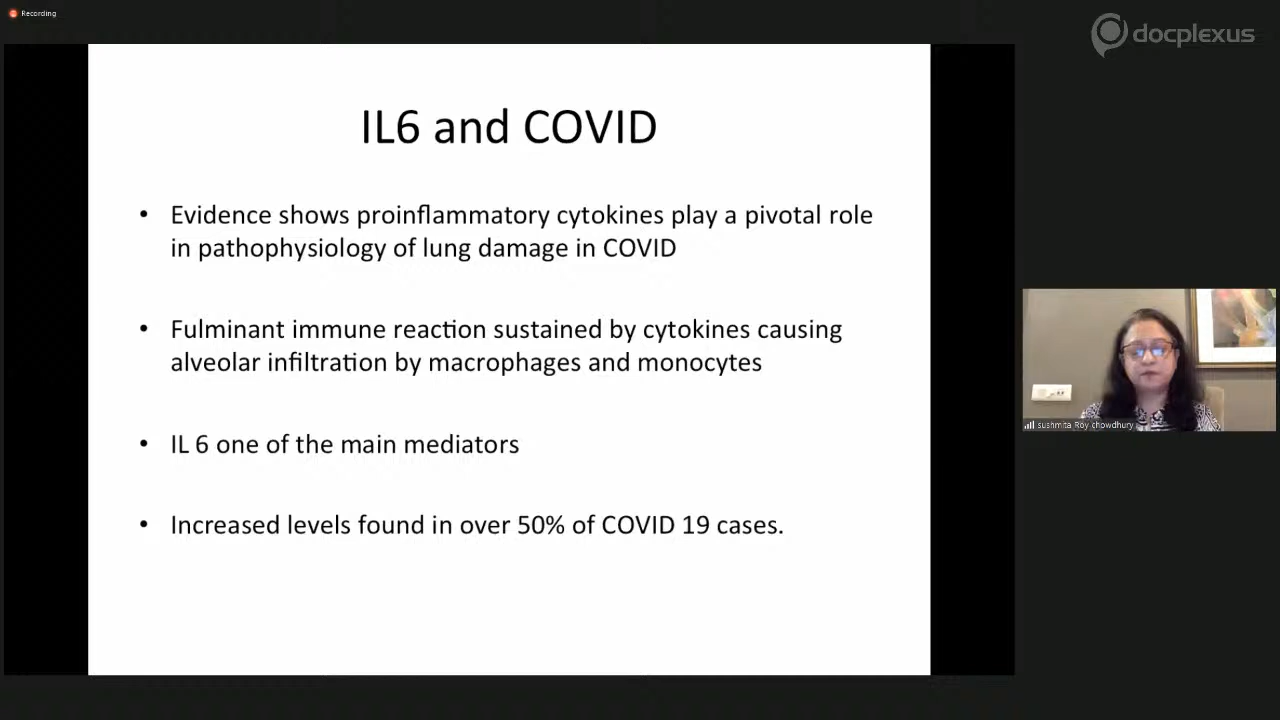 Recording
docplexus
IL6 and COVID
• Evidence shows proinflammatory cytokines play a pivotal role
in pathophysiology of lung damage in COVID
• Fulminant immune reaction sustained by cytokines causing
alveolar infiltration by macrophages and monocytes
• IL 6 one of the main mediators
• Increased levels found in over 50% of COVID 19 cases.
sushmita Roy chowdhury